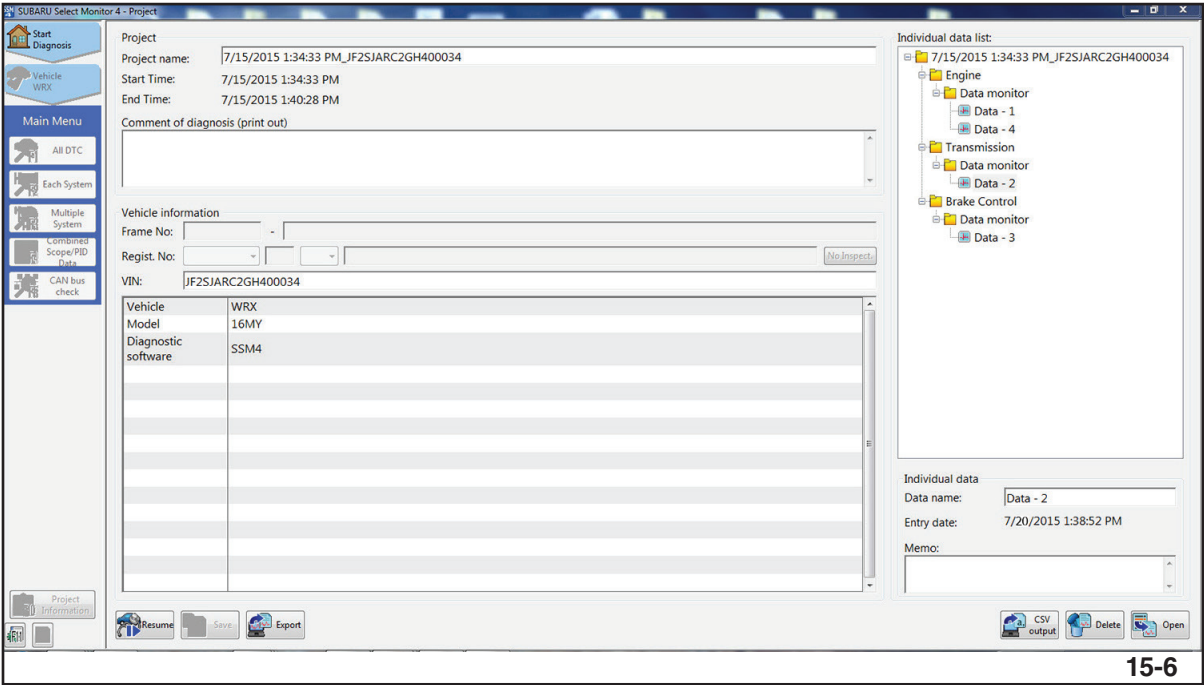 SUBARU Select Monitor 4 - Project
Start
Diagnosis
Vehicle
WRX
Main Menu
All DTC
Each System
Multiple
System
Combined
Scope/PID
Data
CAN bus
check
Project
Information
Project
Project name: 7/15/2015 1:34:33 PM_JF2SJARC2GH400034
Start Time: 7/15/2015 1:34:33 PM
End Time: 7/15/2015 1:40:28 PM
Comment of diagnosis (print out)
Vehicle information
Frame No: -
Regist. No: No Inspect.
VIN: JF2SJARC2GH400034
Vehicle WRX
Model 16MY
Diagnostic
software SSM4
Resume Save Export
Individual data list:
7/15/2015 1:34:33 PM_JF2SJARC2GH400034
Engine
Data monitor
Data - 1
Data - 4
Transmission
Data monitor
Data - 2
Brake Control
Data monitor
Data - 3
Individual data
Data name: Data - 2
Entry date: 7/20/2015 1:38:52 PM
Memo:
CSV
output
Delete
Open
15-6